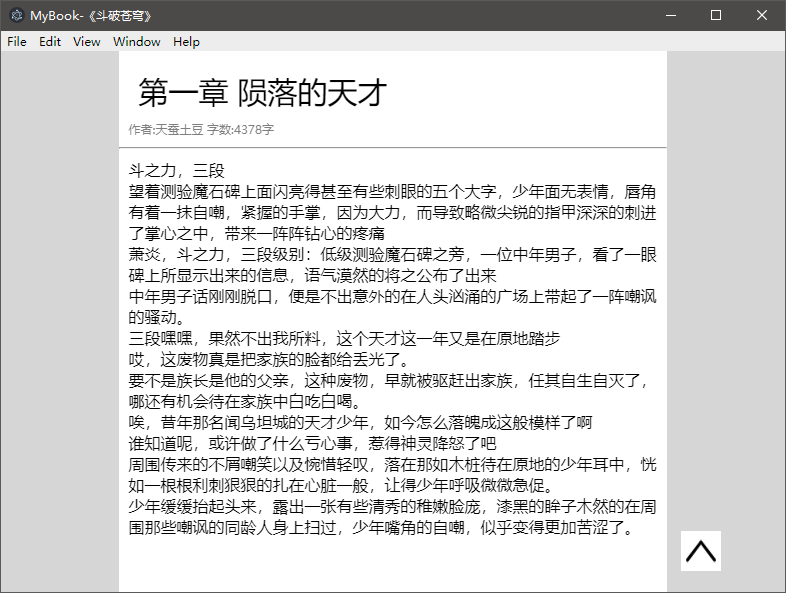 MyBook-《斗破苍穹》
File Edit View Window Help
第一章 陨落的天才
作者:天蚕土豆 字数:4378字
斗之力，三段
望着测验魔石碑上面闪亮得甚至有些刺眼的五个大字，少年面无表情，唇角
有着一抹自嘲，紧握的手掌，因为大力，而导致略微尖锐的指甲深深的刺进
了掌心之中，带来一阵阵钻心的疼痛
萧炎，斗之力，三段级别：低级测验魔石碑之旁，一位中年男子，看了一眼
碑上所显示出来的信息，语气漠然的将之公布了出来
中年男子话刚刚脱口，便是不出意外的在人头汹涌的广场上带起了一阵嘲讽
的骚动。
三段嘿嘿，果然不出我所料，这个天才这一年又是在原地踏步
哎，这废物真是把家族的脸都给丢光了。
要不是族长是他的父亲，这种废物，早就被驱赶出家族，任其自生自灭了，
哪还有机会待在家族中白吃白喝。
唉，昔年那名闻乌坦城的天才少年，如今怎么落魄成这般模样了啊
谁知道呢，或许做了什么亏心事，惹得神灵降怒了吧
周围传来的不屑嘲笑以及惋惜轻叹，落在那如木桩待在原地的少年耳中，恍
如一根根利刺狠狠的扎在心脏一般，让得少年呼吸微微急促。
少年缓缓抬起头来，露出一张有些清秀的稚嫩脸庞，漆黑的眸子木然的在周
围那些嘲讽的同龄人身上扫过，少年嘴角的自嘲，似乎变得更加苦涩了。